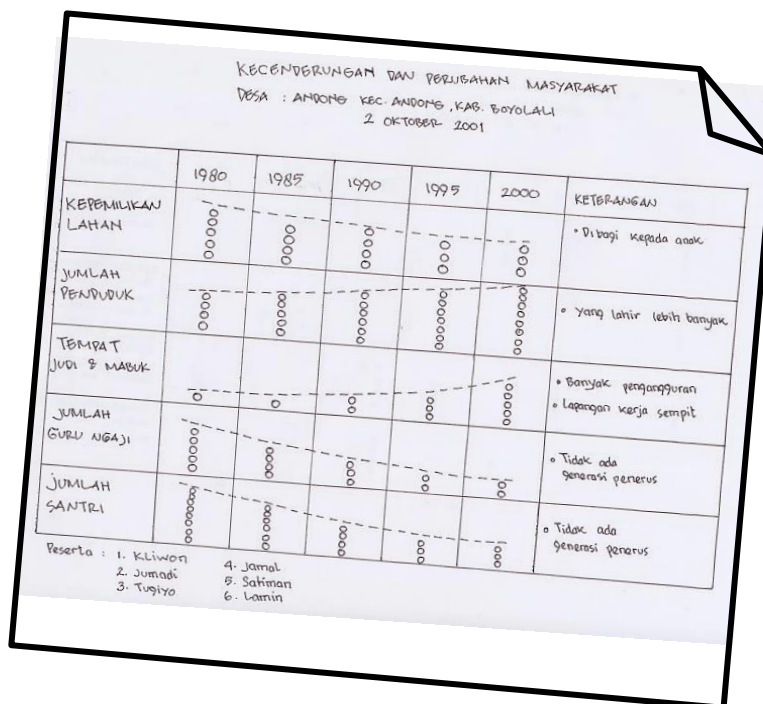 KECENDERUNGAN DAN PERUBAHAN MASYARAKAT
DESA : ANDONG KEC. ANDONG, KAB. BOYOLALI
2 OKTOBER 2001
1980 1985 1990 1995 2000 KETERANGAN
KEPEMILIKAN
LAHAN
• Dibagi kepada anak
JUMLAH
PENDUDUK
• Yang lahir lebih banyak
TEMPAT
JUDI & MABUK
• Banyak pengangguran
• Lapangan kerja sempit
JUMLAH
GURU NGAJI
• Tidak ada
generasi penerus
JUMLAH
SANTRI
• Tidak ada
generasi penerus
Peserta : 1. Kliwon
2. Jumadi
3. Tugiyo
4. Jamal
5. Satiman
6. Lamin